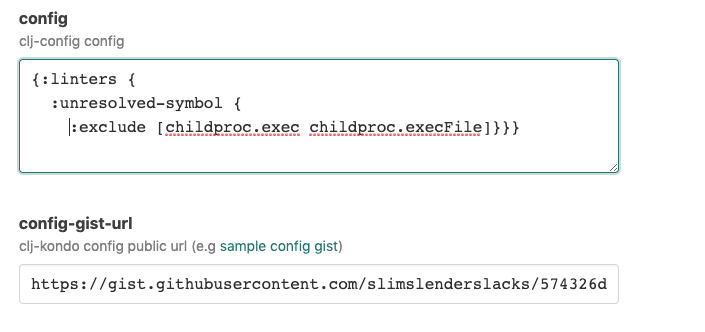 config
clj-config config
{:linters {
:unresolved-symbol {
:exclude [childproc.exec childproc.execFile]}}}
config-gist-url
clj-kondo config public url (e.g sample config gist)
https://gist.githubusercontent.com/slimslenderslacks/574326d